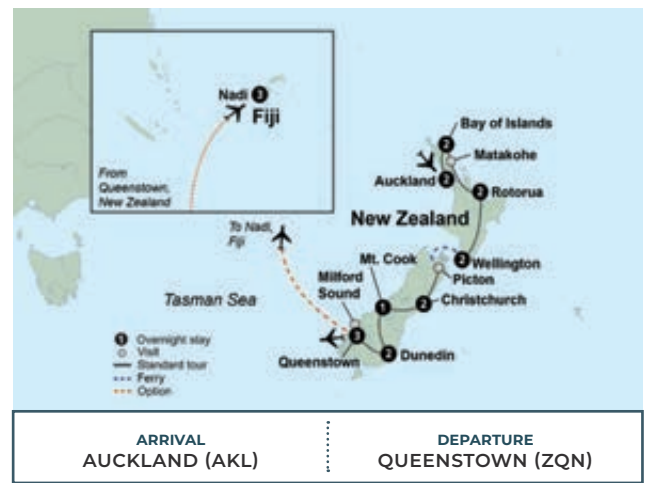 Nadi 3
Fiji
From
Queenstown,
New Zealand
To Nadi,
Fiji
2
Bay of Islands
Matakohe
Auckland 2
2 Rotorua
New Zealand
2 Wellington
Picton
Mt. Cook
1
2 Christchurch
Milford
Sound
Tasman Sea
3
Queenstown
2 Dunedin
1 Overnight stay
Visit
Standard tour
Ferry
Option
ARRIVAL
AUCKLAND (AKL)
DEPARTURE
QUEENSTOWN (ZQN)